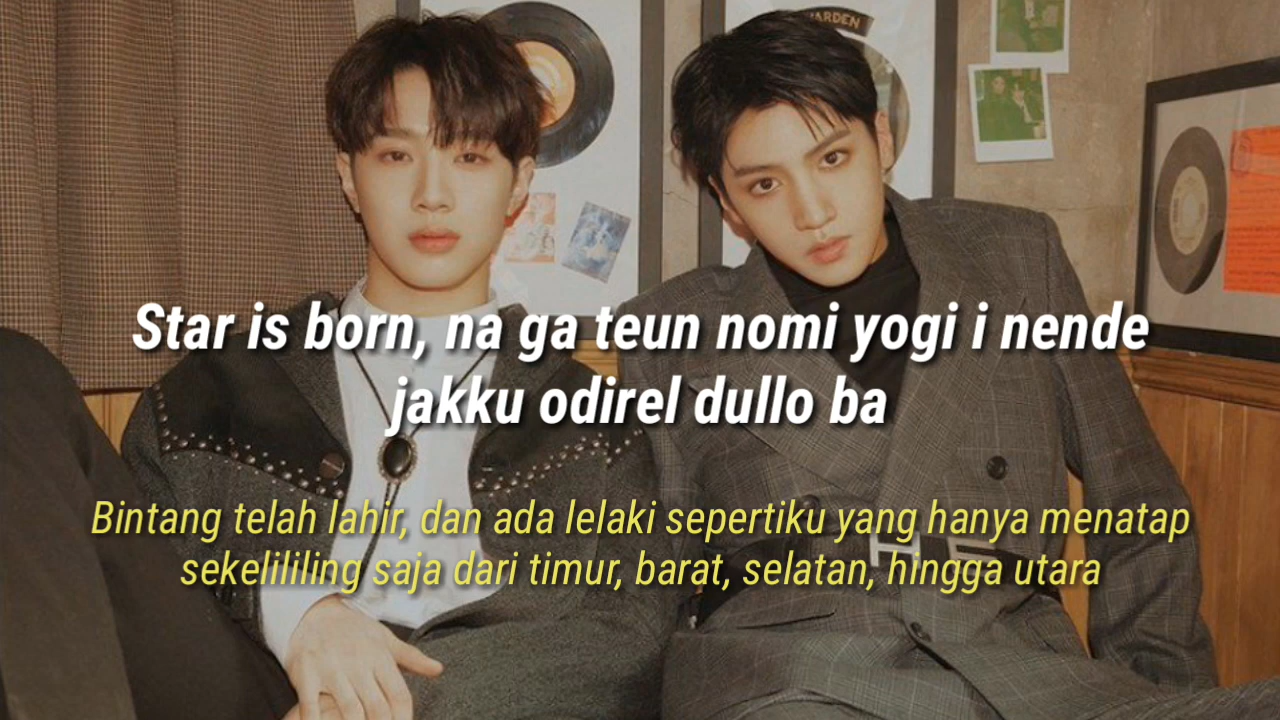 ARDEN
Star is born, na ga teun nomi yogi i nende
jakku odirel dullo ba
Bintang telah lahir, dan ada lelaki sepertiku yang hanya menatap
sekelililing saja dari timur, barat, selatan, hingga utara